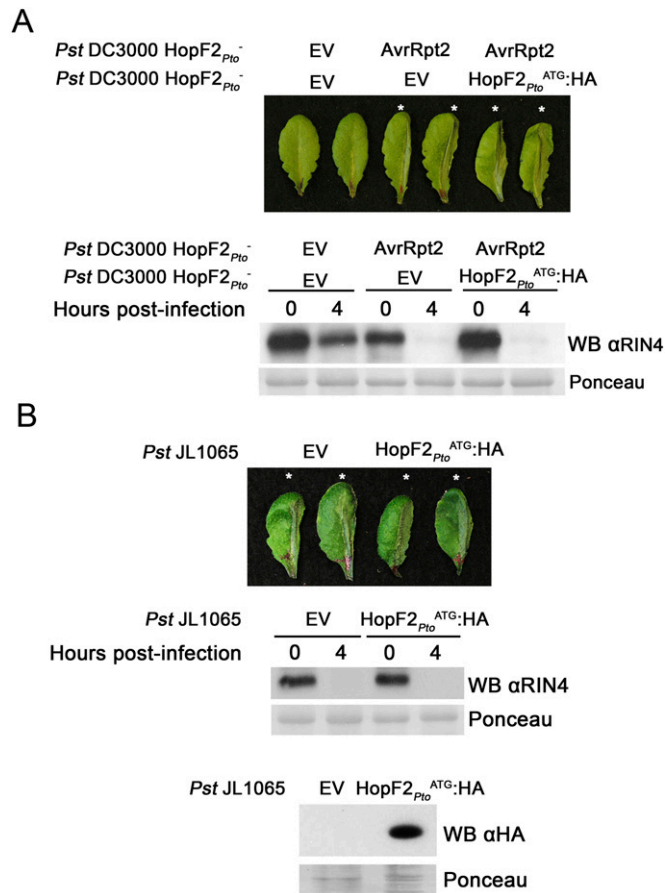 A
Pst DC3000 HopF2Pto- EV AvrRpt2 AvrRpt2
Pst DC3000 HopF2Pto- EV EV HopF2PtoATG:HA
* * * *
Pst DC3000 HopF2Pto- EV AvrRpt2 AvrRpt2
Pst DC3000 HopF2Pto- EV EV HopF2PtoATG:HA
Hours post-infection 0 4 0 4 0 4
WB αRIN4
Ponceau
B
Pst JL1065 EV HopF2PtoATG:HA
* * * *
Pst JL1065 EV HopF2PtoATG:HA
Hours post-infection 0 4 0 4
WB αRIN4
Ponceau
Pst JL1065 EV HopF2PtoATG:HA
WB αHA
Ponceau